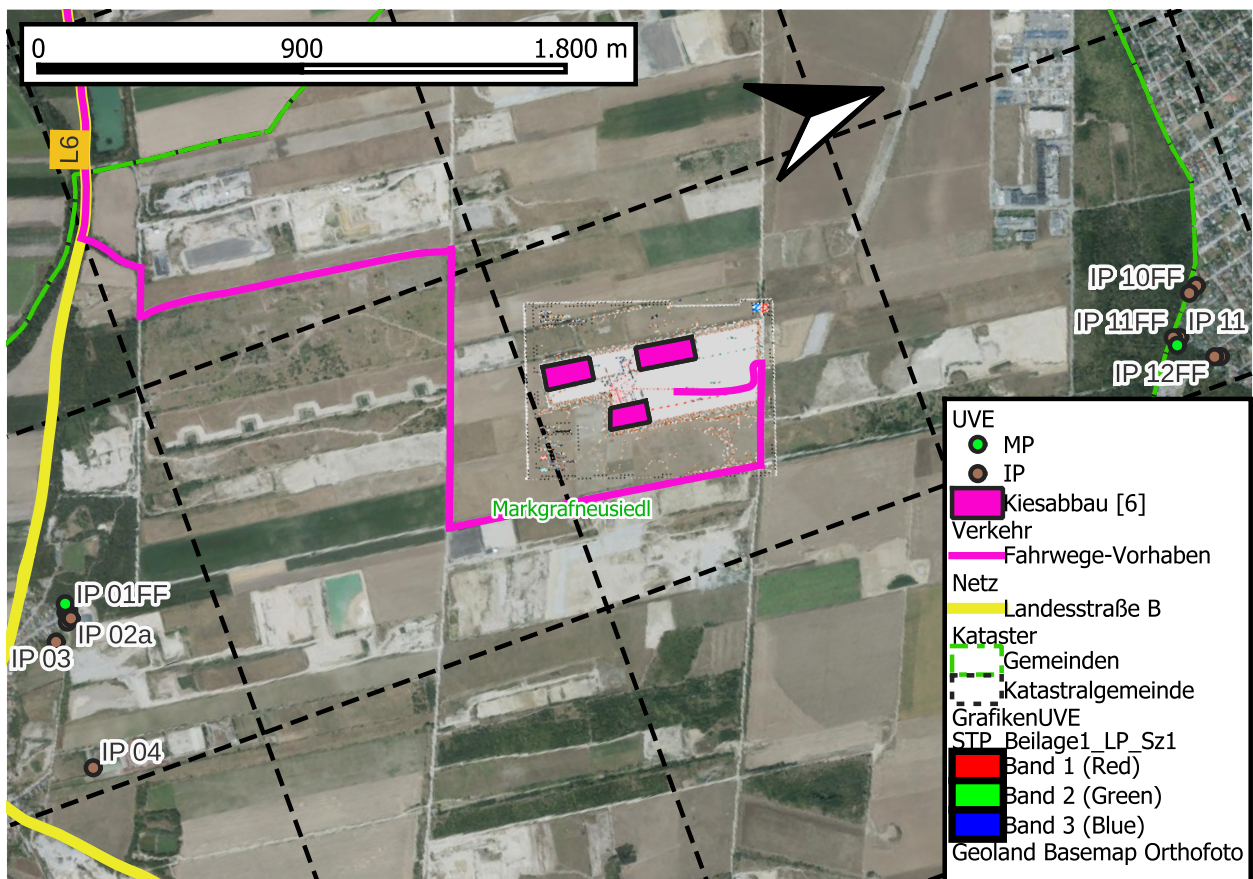 0 900 1.800 m
L6
IP 10FF
IP 11FF IP 11
IP 12FF
Markgrafneusiedl
IP 01FF
IP 02a
IP 03
IP 04
UVE
MP
IP
Kiesabbau [6]
Verkehr
Fahrwege-Vorhaben
Netz
Landesstraße B
Kataster
Gemeinden
Katastralgemeinde
GrafikenUVE
STP_Beilage1_LP_Sz1
Band 1 (Red)
Band 2 (Green)
Band 3 (Blue)
Geoland Basemap Orthofoto